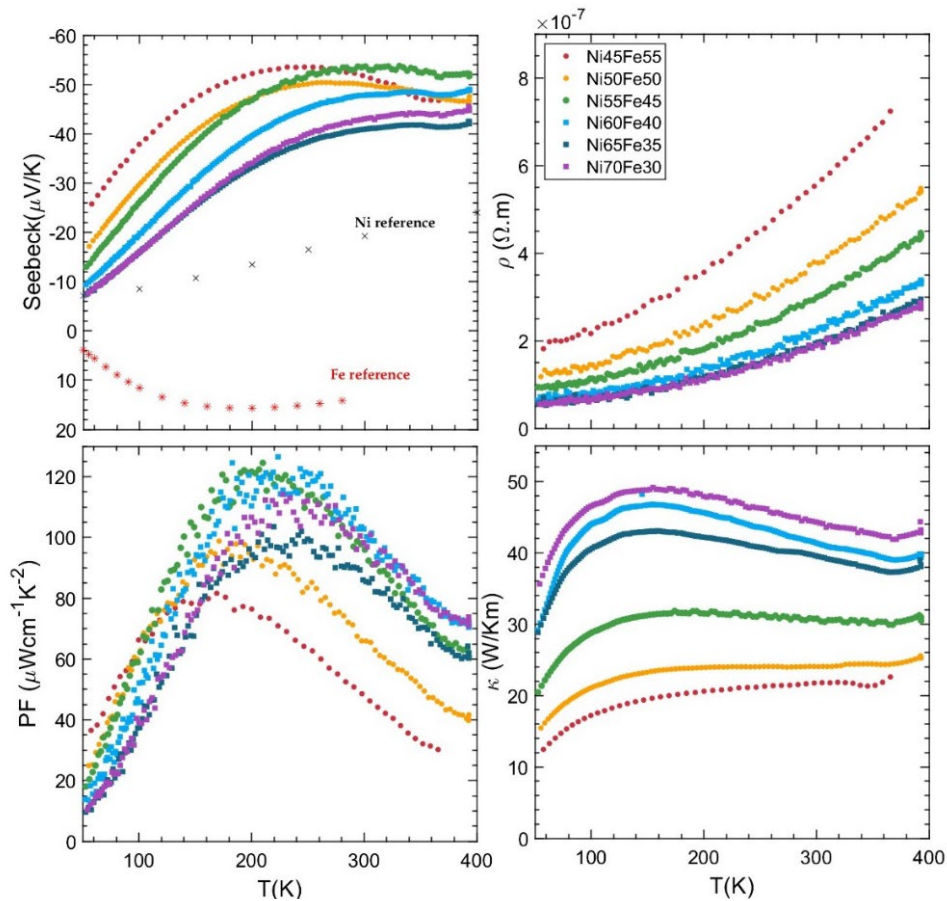 -60
-50
-40
-30
-20
-10
0
10
20
Seebeck(μV/K)
Ni reference
Fe reference
×10⁻⁷
8
6
4
2
0
ρ (Ω.m)
Ni45Fe55
Ni50Fe50
Ni55Fe45
Ni60Fe40
Ni65Fe35
Ni70Fe30
120
100
80
60
40
20
0
PF (μWcm⁻¹K⁻²)
100
200
300
400
T(K)
50
40
30
20
10
0
κ (W/Km)
100
200
300
400
T(K)